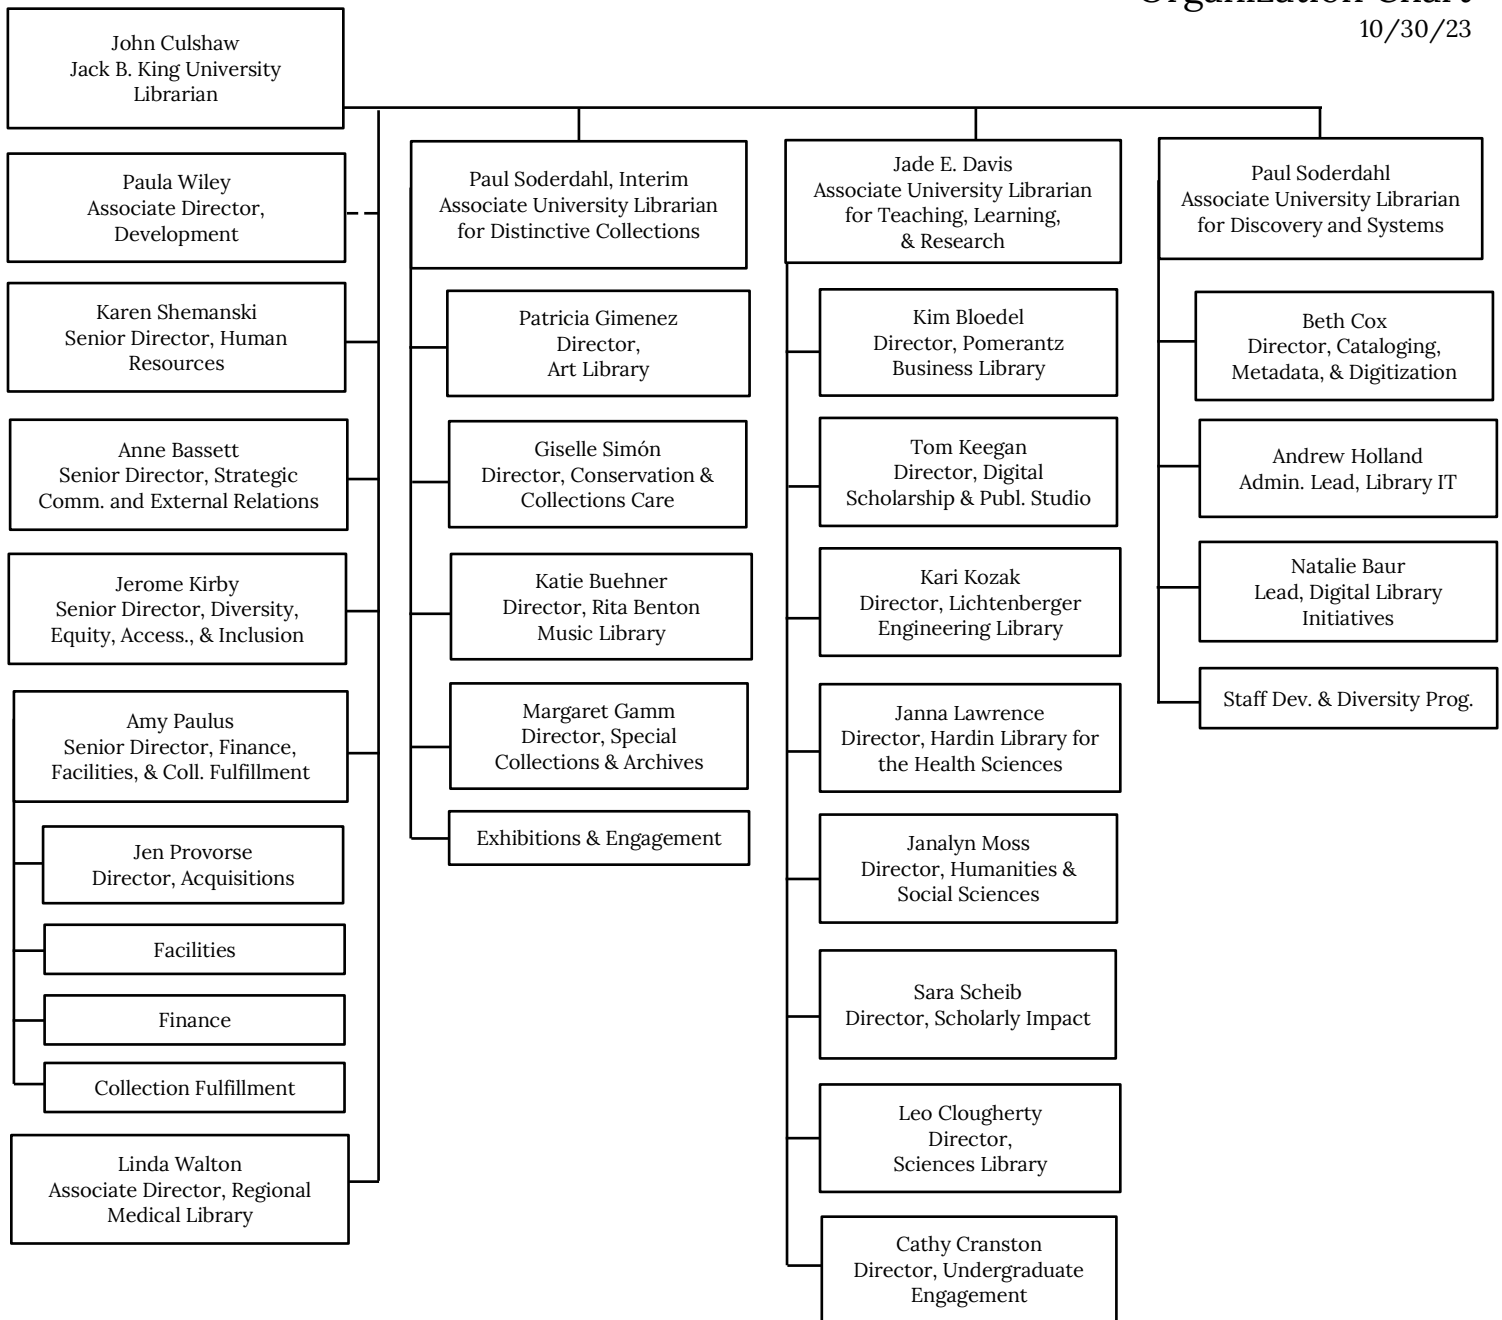 Organization Chart
10/30/23
John Culshaw
Jack B. King University
Librarian
Paula Wiley
Associate Director,
Development
Karen Shemanski
Senior Director, Human
Resources
Anne Bassett
Senior Director, Strategic
Comm. and External Relations
Jerome Kirby
Senior Director, Diversity,
Equity, Access., & Inclusion
Amy Paulus
Senior Director, Finance,
Facilities, & Coll. Fulfillment
Jen Provorse
Director, Acquisitions
Facilities
Finance
Collection Fulfillment
Linda Walton
Associate Director, Regional
Medical Library
Paul Soderdahl, Interim
Associate University Librarian
for Distinctive Collections
Patricia Gimenez
Director,
Art Library
Giselle Simón
Director, Conservation &
Collections Care
Katie Buehner
Director, Rita Benton
Music Library
Margaret Gamm
Director, Special
Collections & Archives
Exhibitions & Engagement
Jade E. Davis
Associate University Librarian
for Teaching, Learning,
& Research
Kim Bloedel
Director, Pomerantz
Business Library
Tom Keegan
Director, Digital
Scholarship & Publ. Studio
Kari Kozak
Director, Lichtenberger
Engineering Library
Janna Lawrence
Director, Hardin Library for
the Health Sciences
Janalyn Moss
Director, Humanities &
Social Sciences
Sara Scheib
Director, Scholarly Impact
Leo Clougherty
Director,
Sciences Library
Cathy Cranston
Director, Undergraduate
Engagement
Paul Soderdahl
Associate University Librarian
for Discovery and Systems
Beth Cox
Director, Cataloging,
Metadata, & Digitization
Andrew Holland
Admin. Lead, Library IT
Natalie Baur
Lead, Digital Library
Initiatives
Staff Dev. & Diversity Prog.